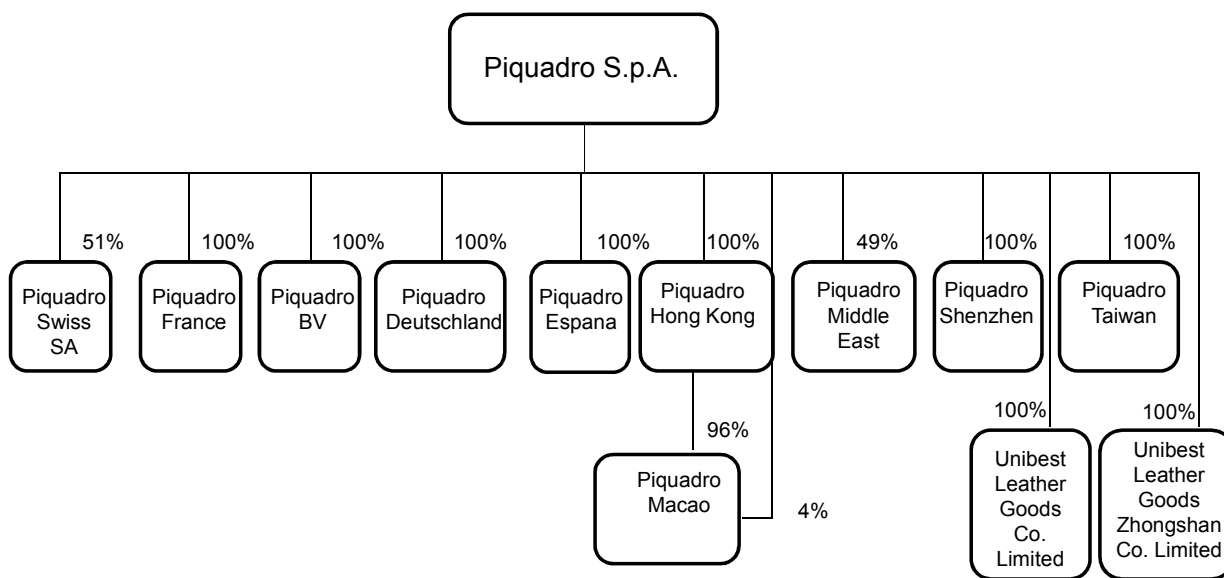 Piquadro S.p.A.
51%
100%
100%
100%
100%
100%
49%
100%
100%
Piquadro
Swiss
SA
Piquadro
France
Piquadro
BV
Piquadro
Deutschland
Piquadro
Espana
Piquadro
Hong Kong
Piquadro
Middle
East
Piquadro
Shenzhen
Piquadro
Taiwan
96%
Piquadro
Macao
4%
100%
Unibest
Leather
Goods
Co.
Limited
100%
Unibest
Leather
Goods
Zhongshan
Co. Limited